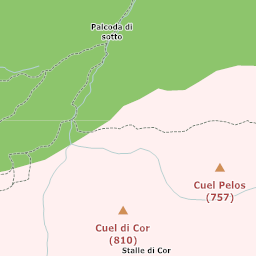 Palcoda di
sotto
Cuel Pelos
(757)
Cuel di Cor
(810)
Stalle di Cor